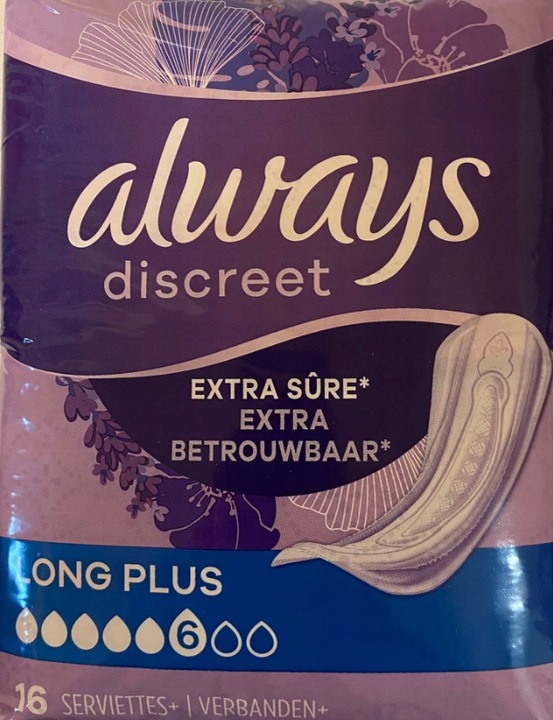 always
discreet
EXTRA SÛRE*
EXTRA
BETROUWBAAR*
LONG PLUS
6
16 SERVIETTES+ | VERBANDEN+